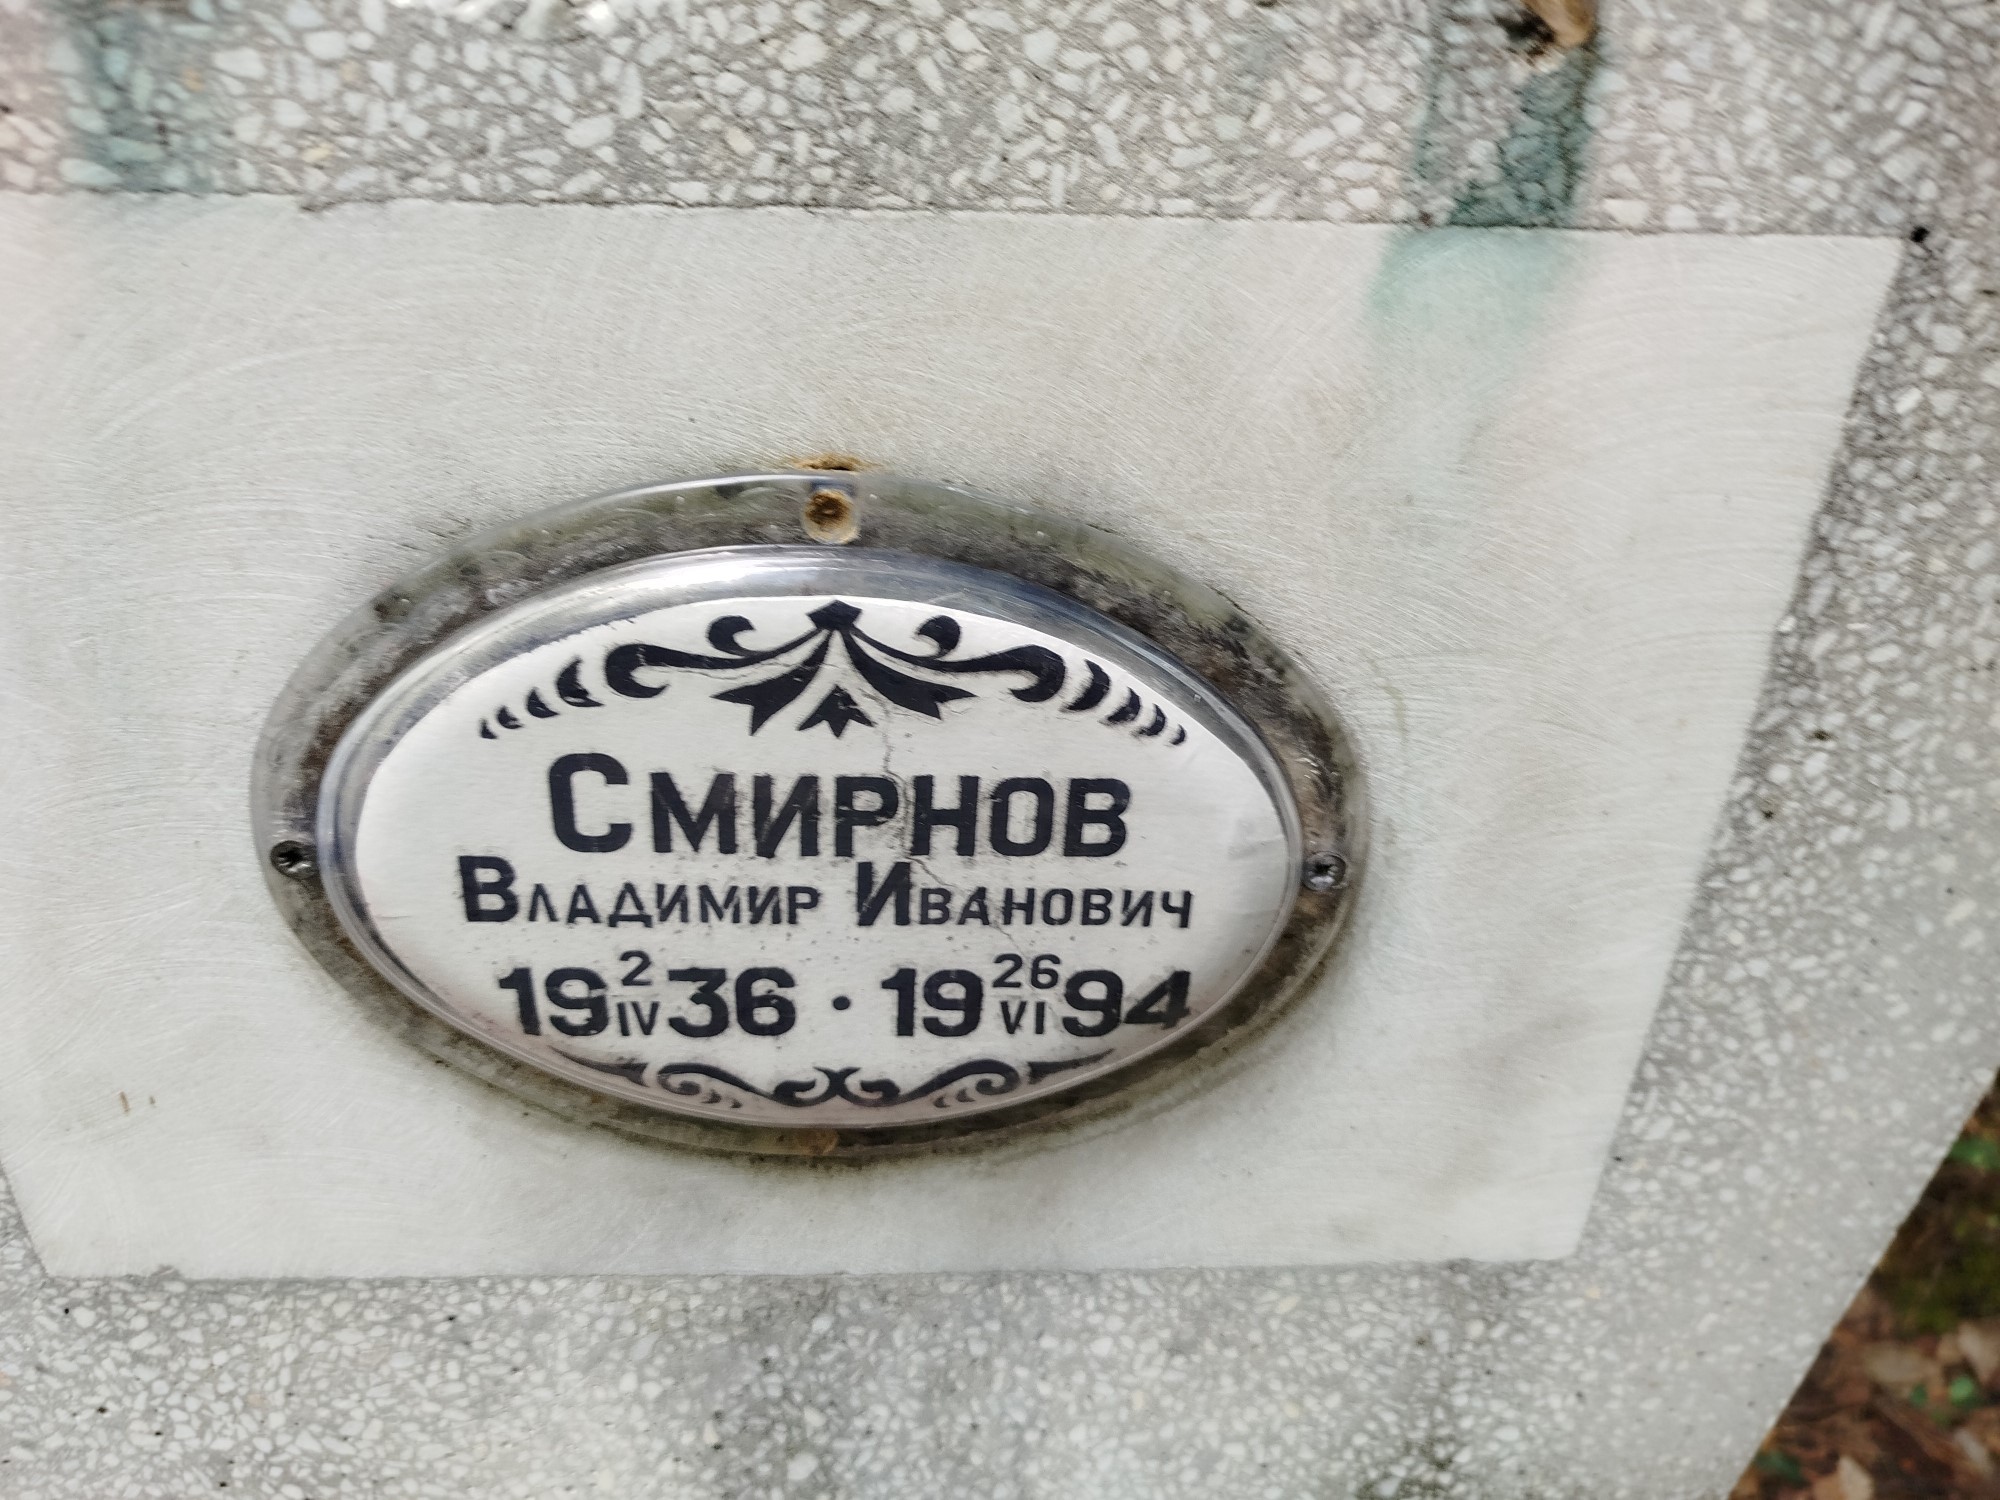 Смирнов
Владимир Иванович
19 2/IV 36 · 19 26/VI 94